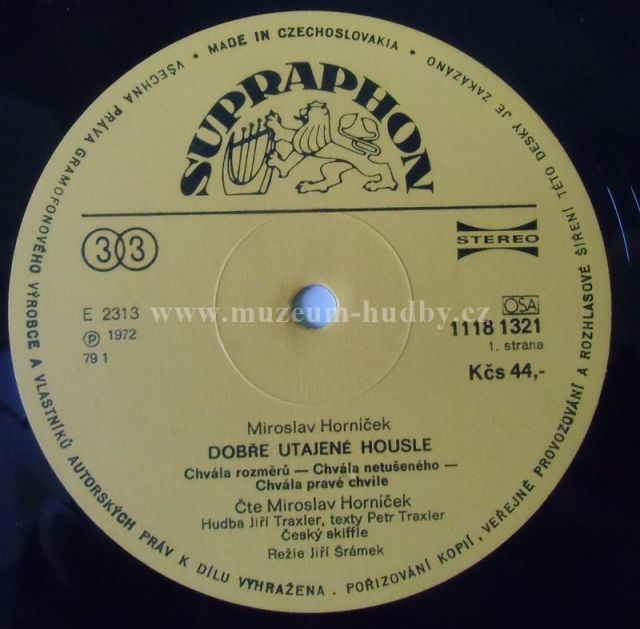 VŠECHNA PRÁVA GRAMOFONOVÉHO VÝROBCE A VLASTNÍKŮ AUTORSKÝCH PRÁV K DÍLU VYHRAŽENA . POŘIZOVÁNÍ KOPIÍ, VEŘEJNÉ PROVOZOVÁNÍ A ROZHLASOVÉ ŠÍŘENÍ TÉTO DESKY JE ZAKÁZÁNO • MADE IN CZECHOSLOVAKIA •
SUPRAPHON
33
STEREO
E 2313
OSA
Ⓟ 1972
1118 1321
79 1
1. strana
Kčs 44,-
www.muzeum-hudby.cz
Miroslav Horníček
DOBŘE UTAJENÉ HOUSLE
Chvála rozměrů — Chvála netušeného —
Chvála pravé chvíle
Čte Miroslav Horníček
Hudba Jiří Traxler, texty Petr Traxler
Český skiffle
Režie Jiří Šrámek